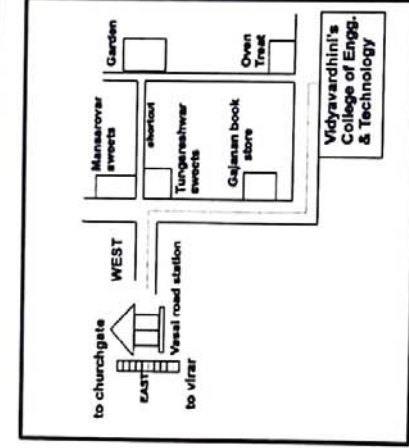 to churchgate
EAST
to virar
Vasai road station
WEST
Mansarovar
sweets
shortcut
Tungareshwar
sweets
Gajanan book
store
Garden
Oven
Treat
Vidyavardhini's
College of Engg.
& Technology